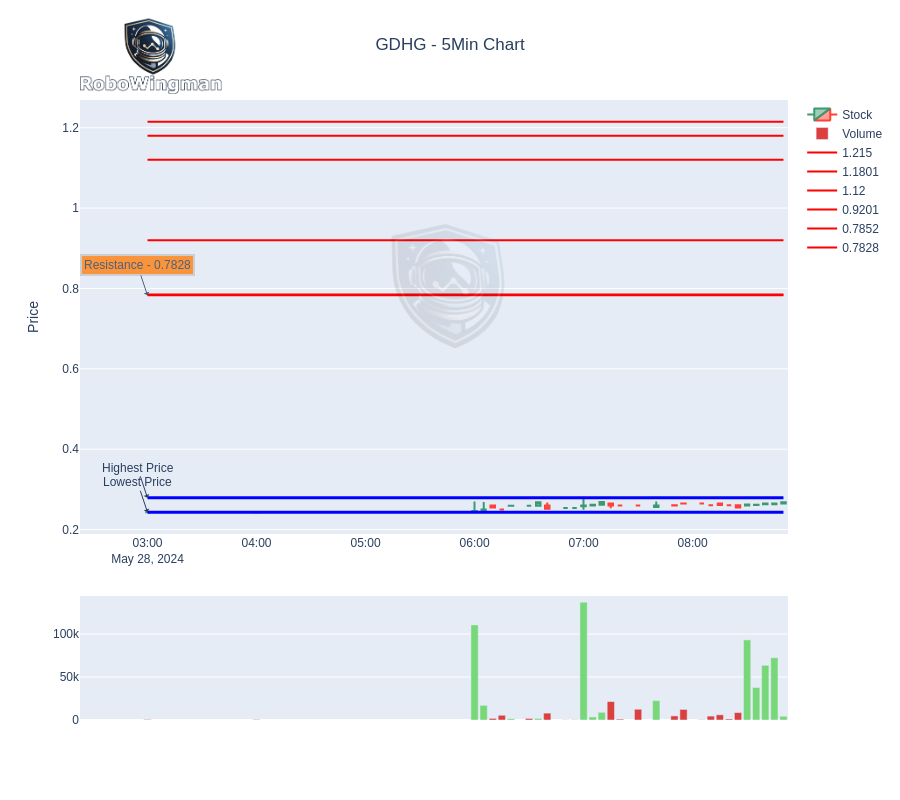 RoboWingman
GDHG - 5Min Chart
Stock
Volume
1.215
1.1801
1.12
0.9201
0.7852
0.7828
Price
1.2
1
0.8
0.6
0.4
0.2
Resistance - 0.7828
Highest Price
Lowest Price
03:00 04:00 05:00 06:00 07:00 08:00
May 28, 2024
100k
50k
0